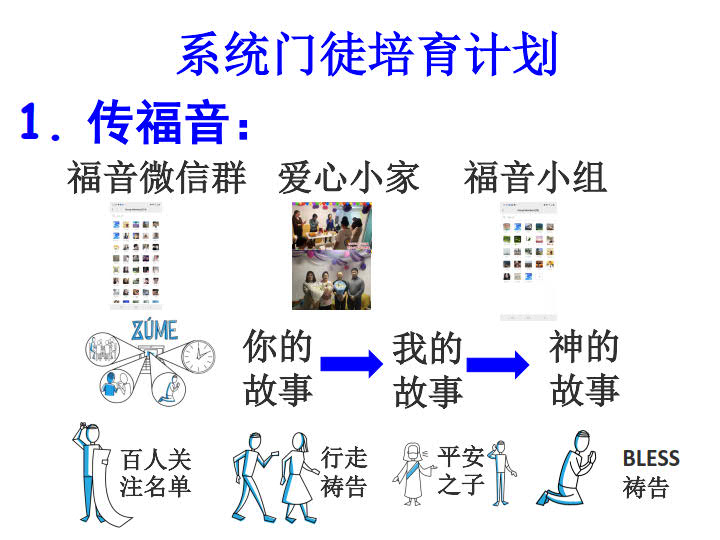 系统门徒培育计划
1. 传福音：
福音微信群 爱心小家 福音小组
ZÚME
你的
故事
我的
故事
神的
故事
百人关
注名单
行走
祷告
平安
之子
BLESS
祷告